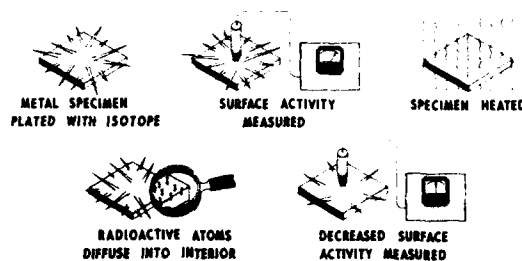 METAL SPECIMEN
PLATED WITH ISOTOPE
SURFACE ACTIVITY
MEASURED
SPECIMEN HEATED
RADIOACTIVE ATOMS
DIFFUSE INTO INTERIOR
DECREASED SURFACE
ACTIVITY MEASURED